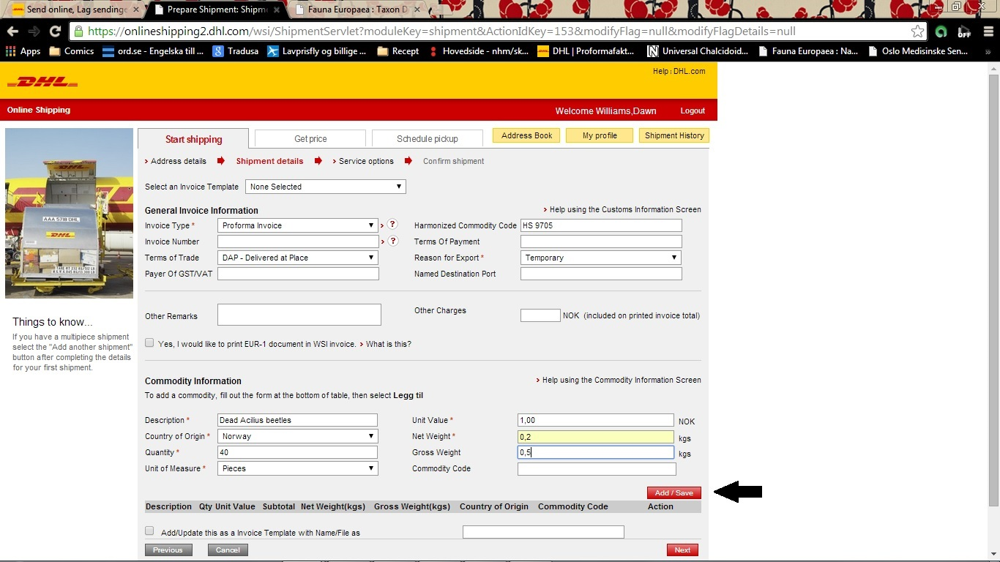 Send online, Lag sendinge
Prepare Shipment: Shipm
Fauna Europaea : Taxon D
https://onlineshipping2.dhl.com/wsi/ShipmentServlet?moduleKey=shipment&ActionIdKey=153&modifyFlag=null&modifyFlagDetails=null
OFF
Apps Comics ord.se - Engelska till ... Tradusa Lavprisfly og billige ... Recept Hovedside - nhm/sk... DHL | Proformafakt... Universal Chalcidoid... Fauna Europaea : Na... Oslo Medisinske Sen... »
Help | DHL.com
DHL
Online Shipping
Welcome Williams,Dawn Logout
Start shipping Get price Schedule pickup Address Book My profile Shipment History
Address details Shipment details Service options Confirm shipment
Select an Invoice Template None Selected
General Invoice Information Help using the Customs Information Screen
Invoice Type * Proforma Invoice ? Harmonized Commodity Code HS 9705
Invoice Number ? Terms Of Payment
Terms of Trade DAP - Delivered at Place Reason for Export * Temporary
Payer Of GST/VAT Named Destination Port
Other Remarks Other Charges NOK (included on printed invoice total)
Yes, I would like to print EUR-1 document in WSI invoice. What is this?
AAA 5718 DHL
DHL
Things to know...
If you have a multipiece shipment
select the "Add another shipment"
button after completing the details
for your first shipment.
Commodity Information Help using the Commodity Information Screen
To add a commodity, fill out the form at the bottom of table, then select Legg til
Description * Dead Acilius beetles Unit Value * 1,00 NOK
Country of Origin * Norway Net Weight * 0,2 kgs
Quantity * 40 Gross Weight 0,5 kgs
Unit of Measure * Pieces Commodity Code
Add / Save
Description Qty Unit Value Subtotal Net Weight(kgs) Gross Weight(kgs) Country of Origin Commodity Code Action
Add/Update this as a Invoice Template with Name/File as
Previous Cancel Next